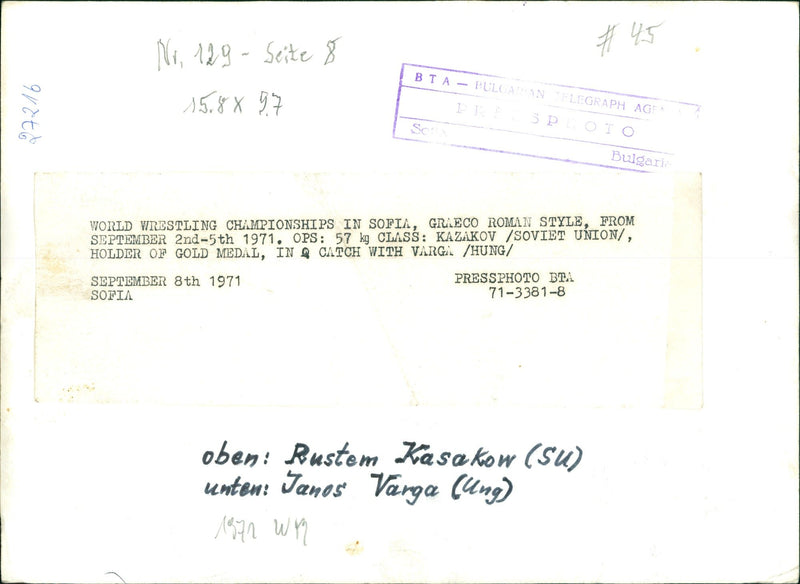 Nr. 129 - Seite 8
# 45
15.8 x 9.7
27216
BTA — BULGARIAN TELEGRAPH AGENCY
PRESSPHOTO
Sofia
Bulgaria
WORLD WRESTLING CHAMPIONSHIPS IN SOFIA, GRAECO ROMAN STYLE, FROM
SEPTEMBER 2nd-5th 1971. OPS: 57 kg CLASS: KAZAKOV /SOVIET UNION/,
HOLDER OF GOLD MEDAL, IN A CATCH WITH VARGA /HUNG/
SEPTEMBER 8th 1971
PRESSPHOTO BTA
SOFIA
71-3381-8
oben: Rustem Kasakow (SU)
unten: Janos Varga (Ung)
1971 WM